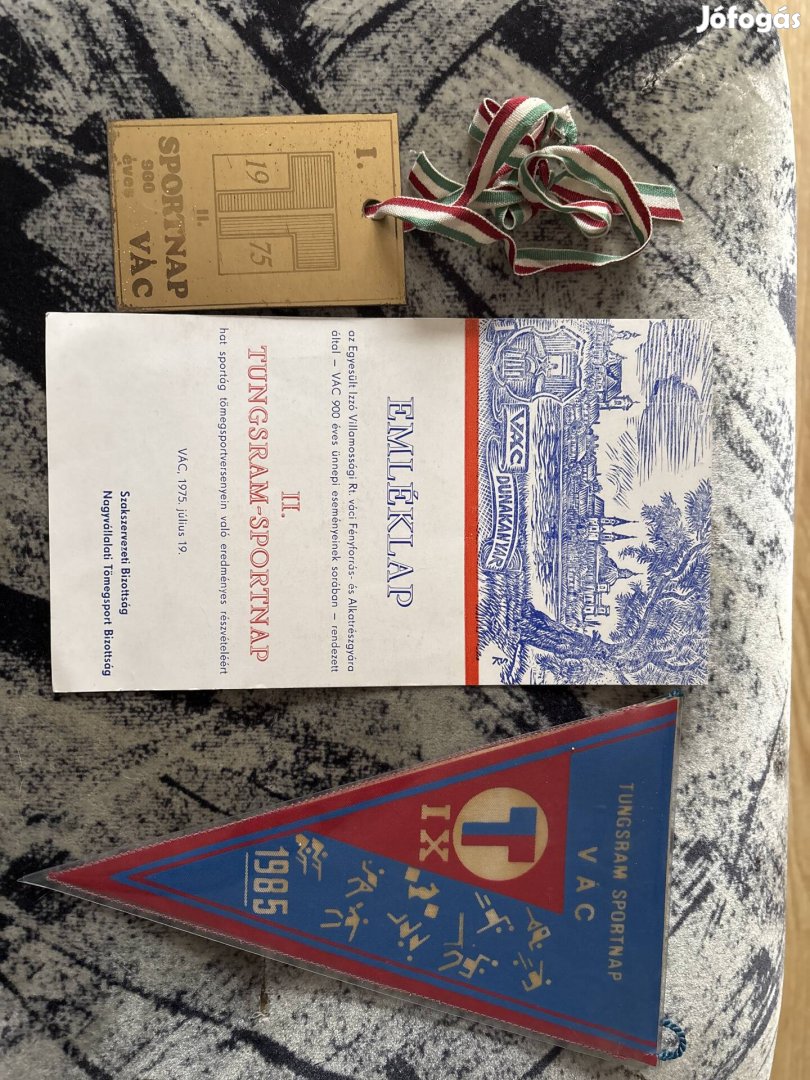 Jófogás
I.
19 75
II.
SPORTNAP
900
éves
VÁC
VÁC
DUNAKANYAR
EMLÉKLAP
az Egyesült Izzó Villamossági Rt. váci Fényforrás- és Alkatrészgyára
által — VÁC 900 éves ünnepi eseményeinek sorában — rendezett
II.
TUNGSRAM-SPORTNAP
hat sportág tömegsportversenyein való eredményes részvételéért
VÁC, 1975. július 19.
Szakszervezeti Bizottság
Nagyvállalati Tömegsport Bizottság
TUNGSRAM SPORTNAP
VÁC
T
IX
1985